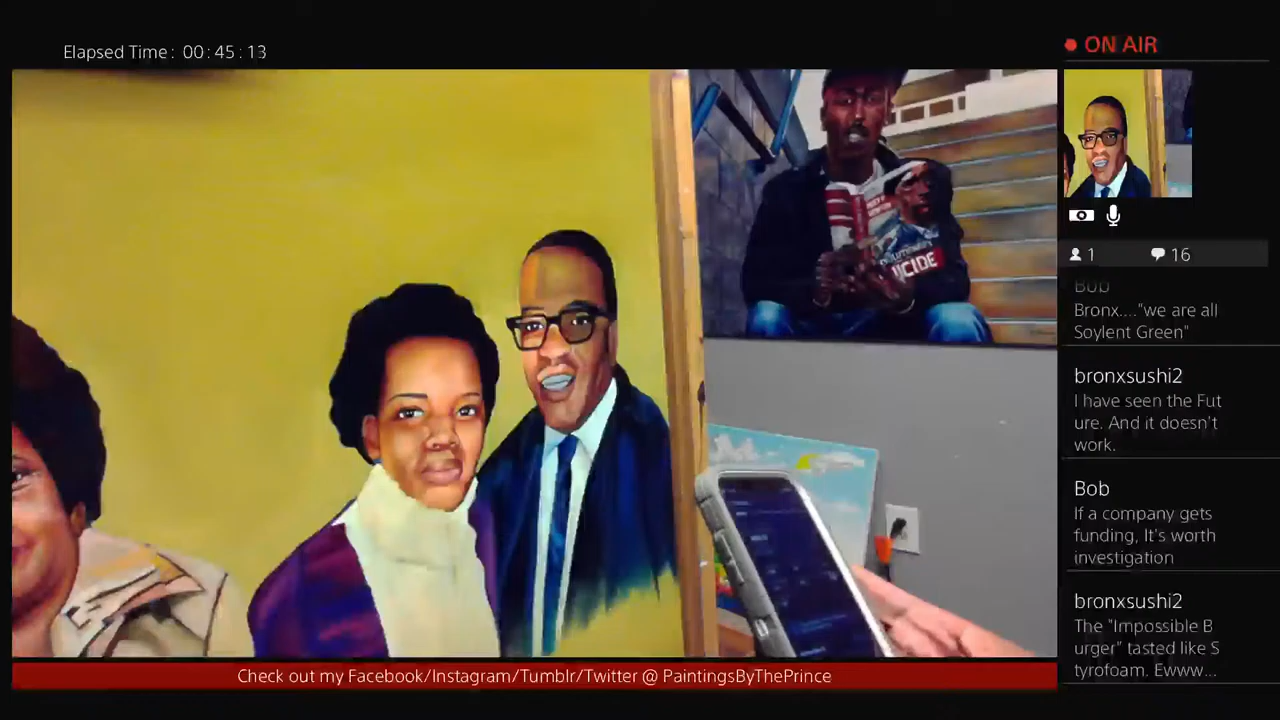 Elapsed Time: 00:45:13
ON AIR
1 16
Bob
Bronx...."we are all
Soylent Green"
bronxsushi2
I have seen the Fut
ure. And it doesn't
work.
Bob
If a company gets
funding, It's worth
investigation
bronxsushi2
The "Impossible B
urger" tasted like S
tyrofoam. Ewww...
Check out my Facebook/Instagram/Tumblr/Twitter @ PaintingsByThePrince